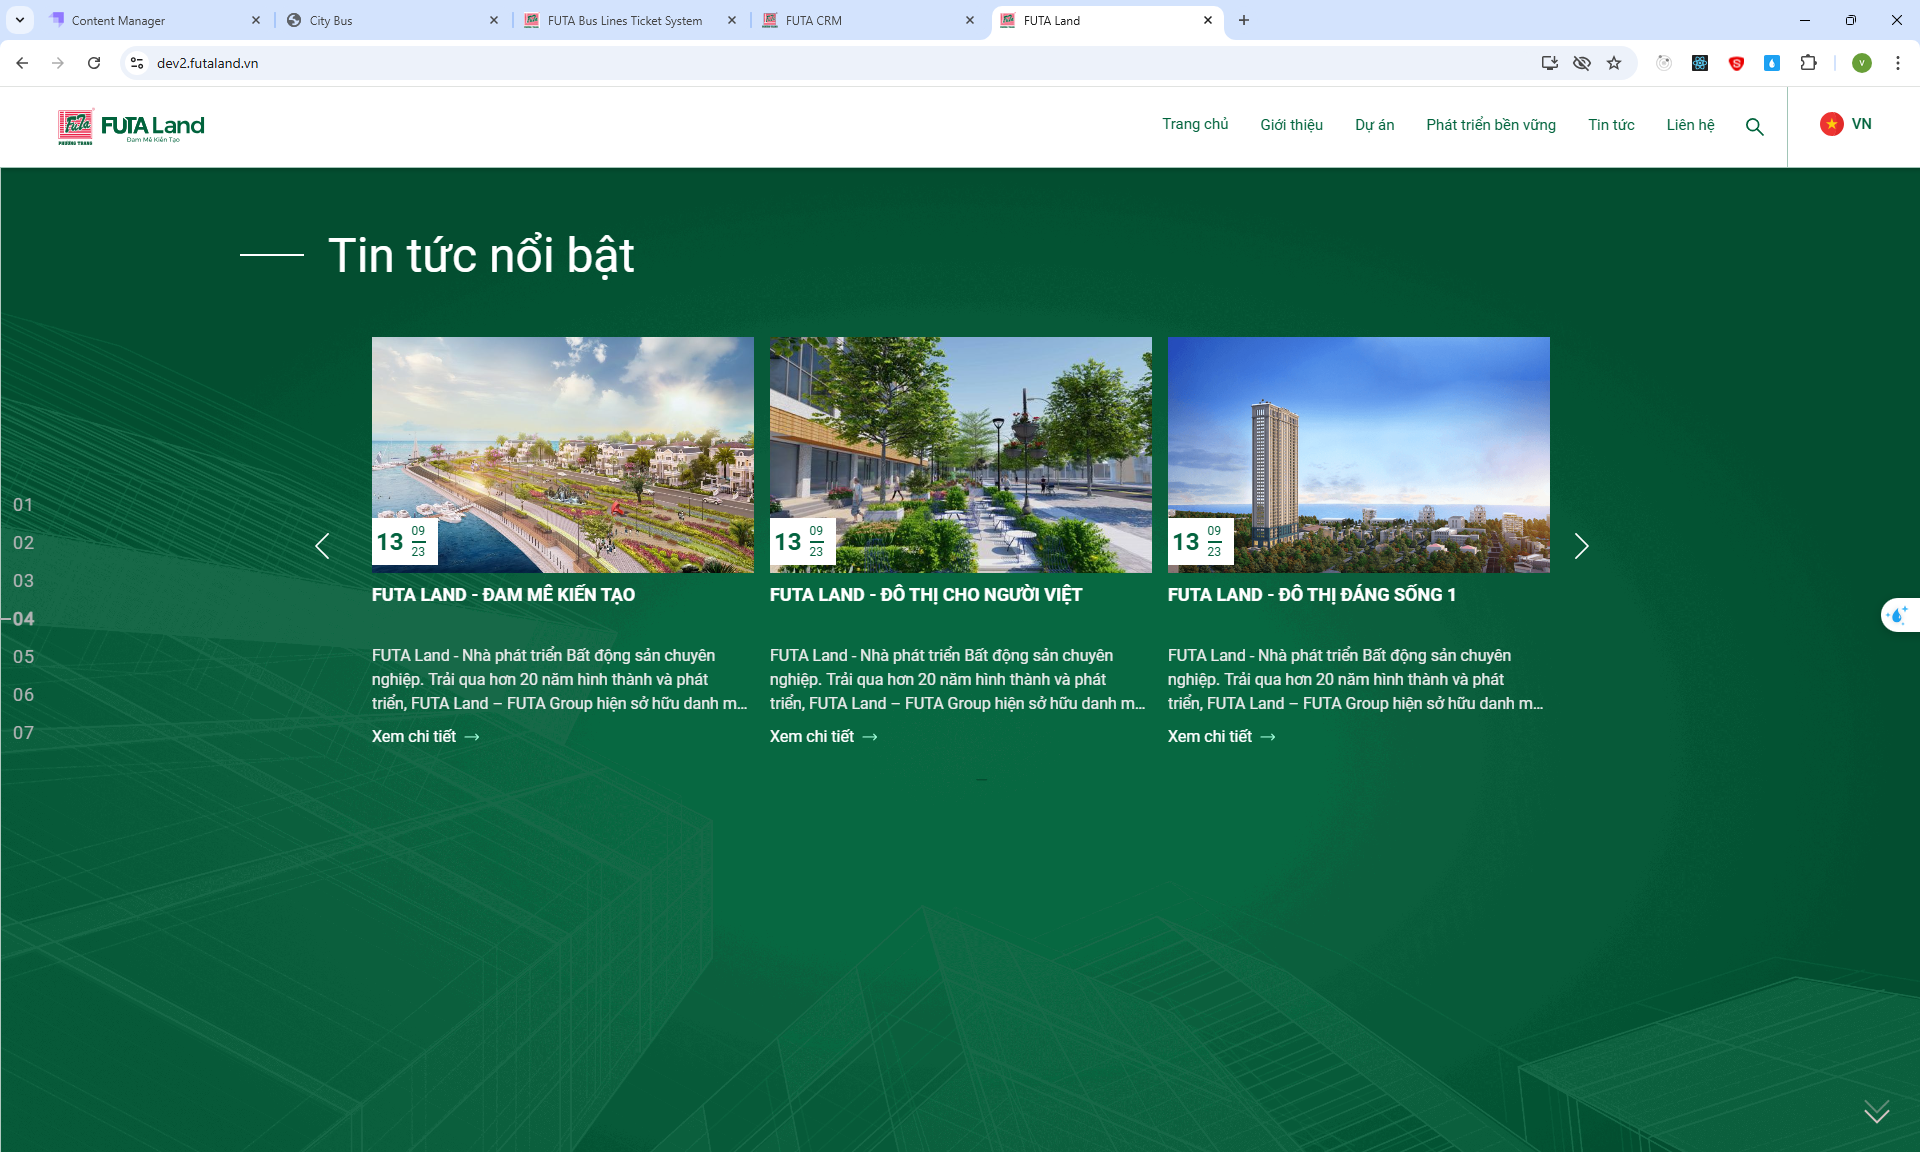 Content Manager
City Bus
FUTA Bus Lines Ticket System
FUTA CRM
FUTA Land
dev2.futaland.vn
V
FUTA
PHƯƠNG TRANG
FUTA Land
Đam Mê Kiến Tạo
Trang chủ
Giới thiệu
Dự án
Phát triển bền vững
Tin tức
Liên hệ
VN
Tin tức nổi bật
01
02
03
04
05
06
07
13 09 23
FUTA LAND - ĐAM MÊ KIẾN TẠO
FUTA Land - Nhà phát triển Bất động sản chuyên
nghiệp. Trải qua hơn 20 năm hình thành và phát
triển, FUTA Land – FUTA Group hiện sở hữu danh m...
Xem chi tiết
13 09 23
FUTA LAND - ĐÔ THỊ CHO NGƯỜI VIỆT
FUTA Land - Nhà phát triển Bất động sản chuyên
nghiệp. Trải qua hơn 20 năm hình thành và phát
triển, FUTA Land – FUTA Group hiện sở hữu danh m...
Xem chi tiết
13 09 23
FUTA LAND - ĐÔ THỊ ĐÁNG SỐNG 1
FUTA Land - Nhà phát triển Bất động sản chuyên
nghiệp. Trải qua hơn 20 năm hình thành và phát
triển, FUTA Land – FUTA Group hiện sở hữu danh m...
Xem chi tiết